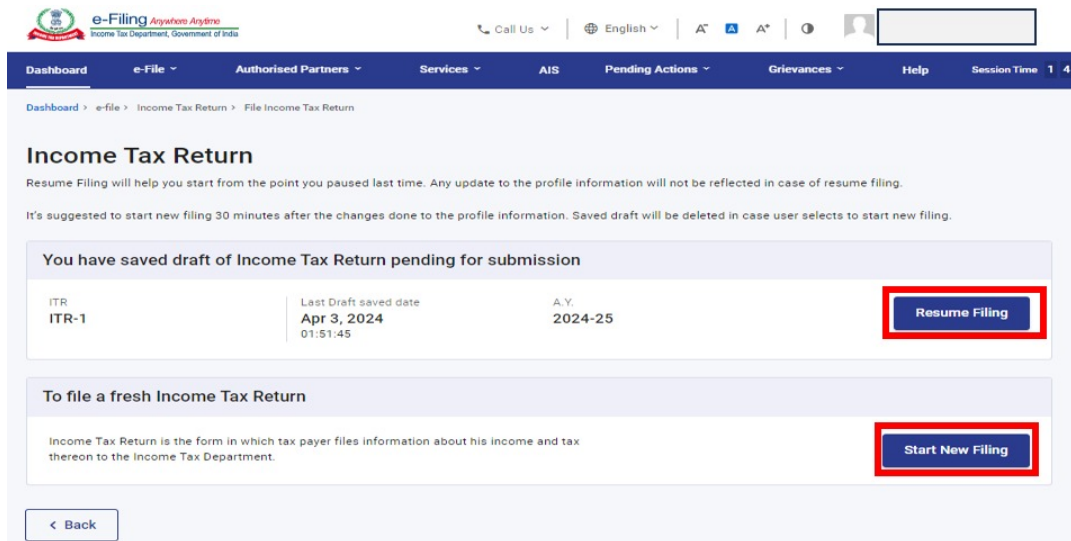 e-Filing Anywhere Anytime
Income Tax Department, Government of India
Call Us
English
A-
A
A+
Dashboard e-File Authorised Partners Services AIS Pending Actions Grievances Help Session Time 1 4
Dashboard > e-file > Income Tax Return > File Income Tax Return
Income Tax Return
Resume Filing will help you start from the point you paused last time. Any update to the profile information will not be reflected in case of resume filing.
It's suggested to start new filing 30 minutes after the changes done to the profile information. Saved draft will be deleted in case user selects to start new filing.
You have saved draft of Income Tax Return pending for submission
ITR
ITR-1
Last Draft saved date
Apr 3, 2024
01:51:45
A.Y.
2024-25
Resume Filing
To file a fresh Income Tax Return
Income Tax Return is the form in which tax payer files information about his income and tax
thereon to the Income Tax Department.
Start New Filing
< Back